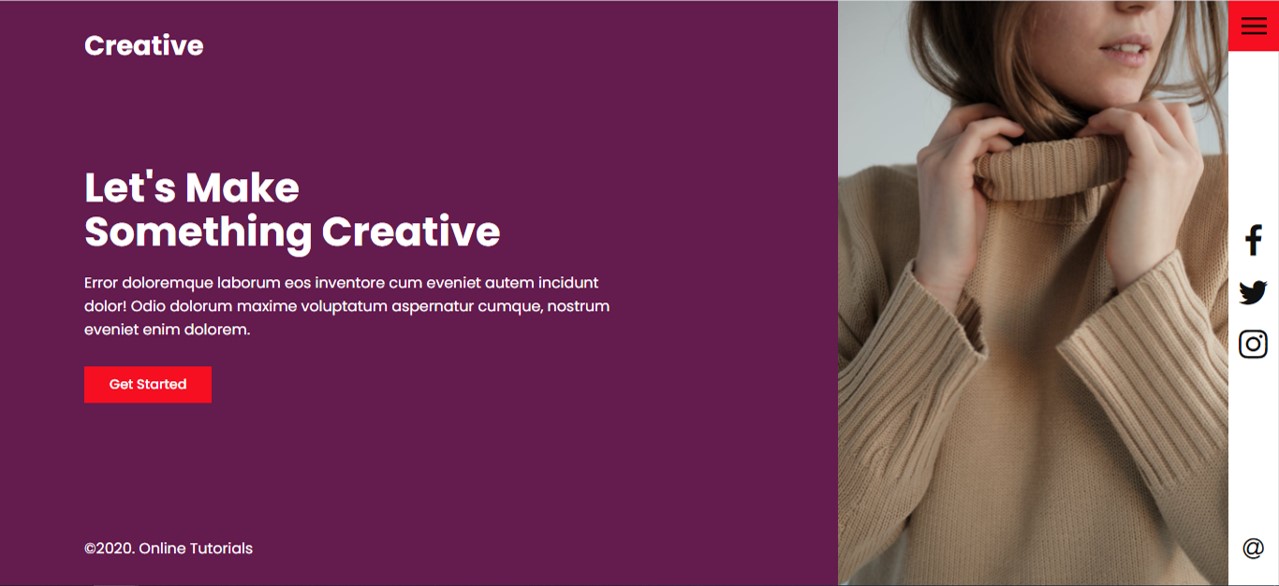 Creative
Let's Make
Something Creative
Error doloremque laborum eos inventore cum eveniet autem incidunt
dolor! Odio dolorum maxime voluptatum aspernatur cumque, nostrum
eveniet enim dolorem.
Get Started
©2020. Online Tutorials
@